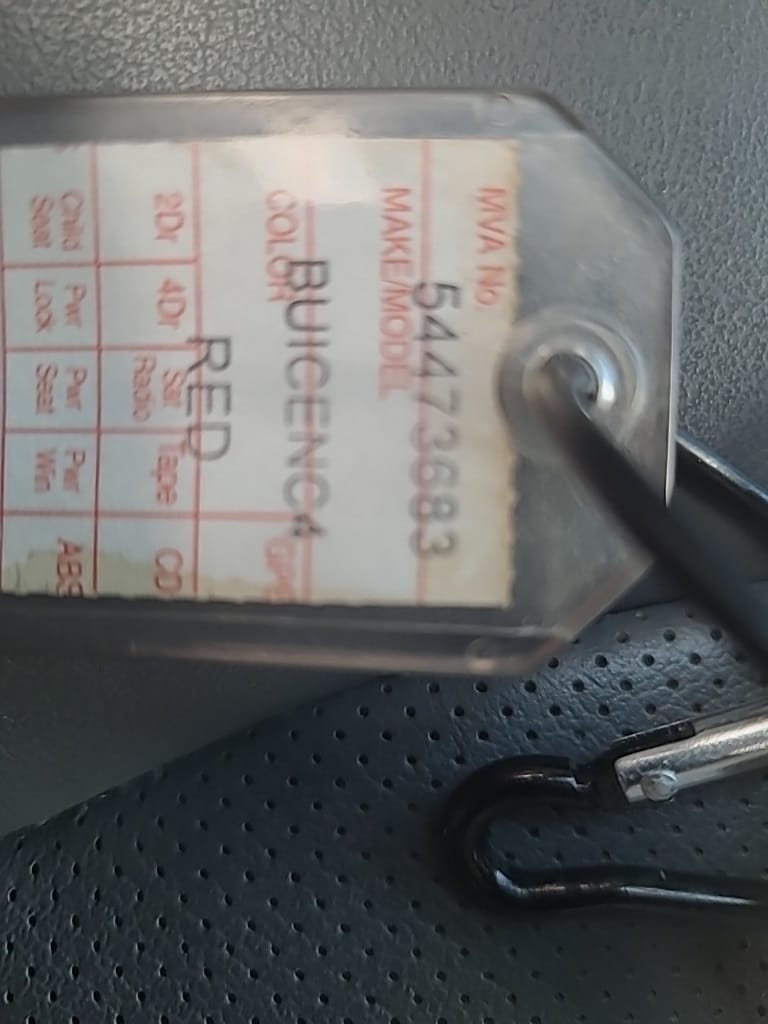 MVA No.
54473683
MAKE/MODEL
BUICENC4
COLOR
RED
2Dr 4Dr Sat Radio Tape CD
Child Seat Pwr Lock Pwr Seat Pwr Win ABS